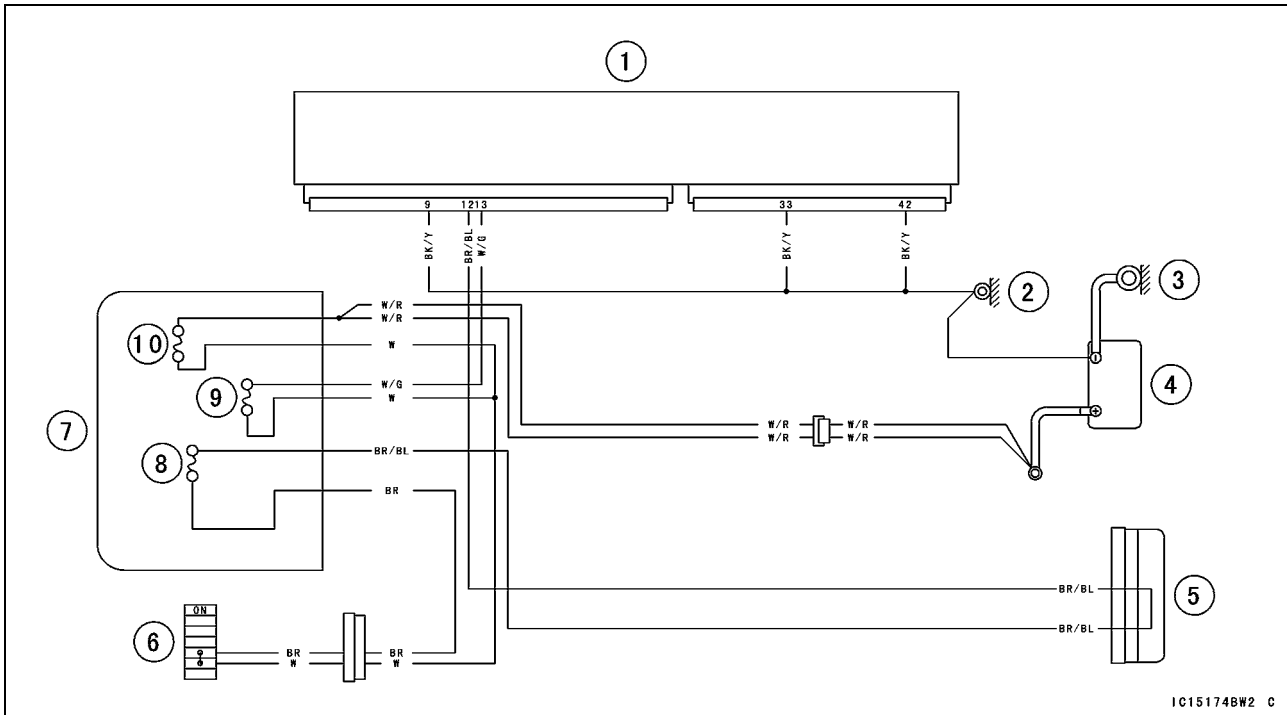 1
9 12 13 33 42
BK/Y BR/BL W/G BK/Y BK/Y
2
3
W/R
W/R
10
W
4
W/G
9
W
W/R W/R
W/R W/R
7
8
BR/BL
BR
BR/BL
5
ON
6
BR BR
W W
BR/BL
IC15174BW2 C